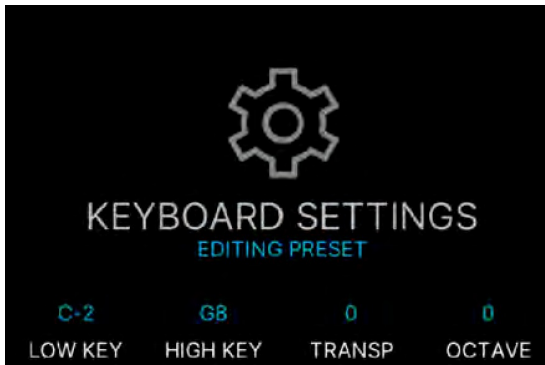 KEYBOARD SETTINGS
EDITING PRESET
C-2 G8 0 0
LOW KEY HIGH KEY TRANSP OCTAVE